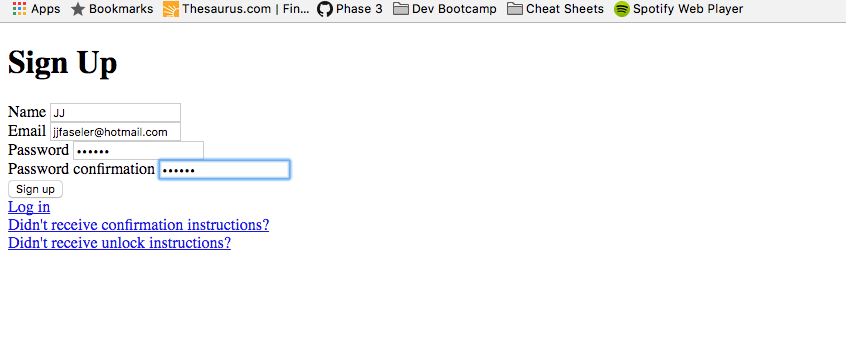 Apps Bookmarks Thesaurus.com | Fin... Phase 3 Dev Bootcamp Cheat Sheets Spotify Web Player
Sign Up
Name JJ
Email jjfaseler@hotmail.com
Password ••••••
Password confirmation ••••••
Sign up
Log in
Didn't receive confirmation instructions?
Didn't receive unlock instructions?